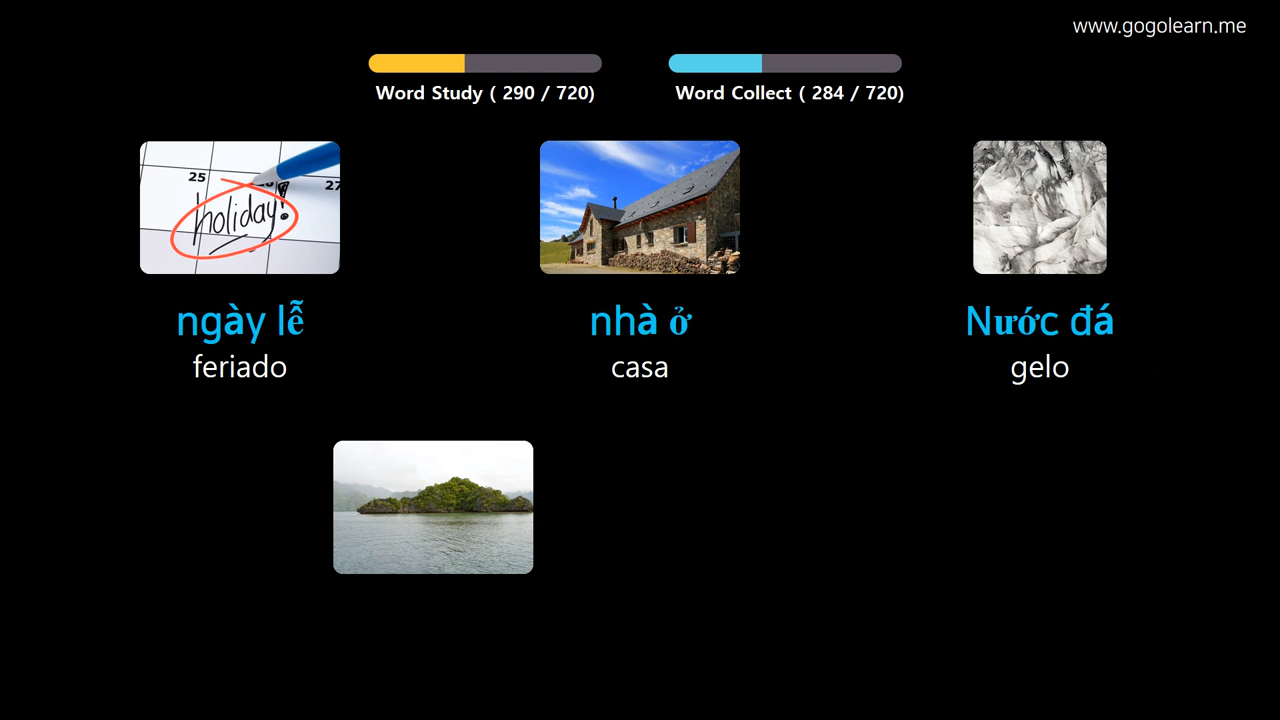 www.gogolearn.me
Word Study ( 290 / 720)
Word Collect ( 284 / 720)
25
27
holiday!
ngày lễ
nhà ở
Nước đá
feriado
casa
gelo